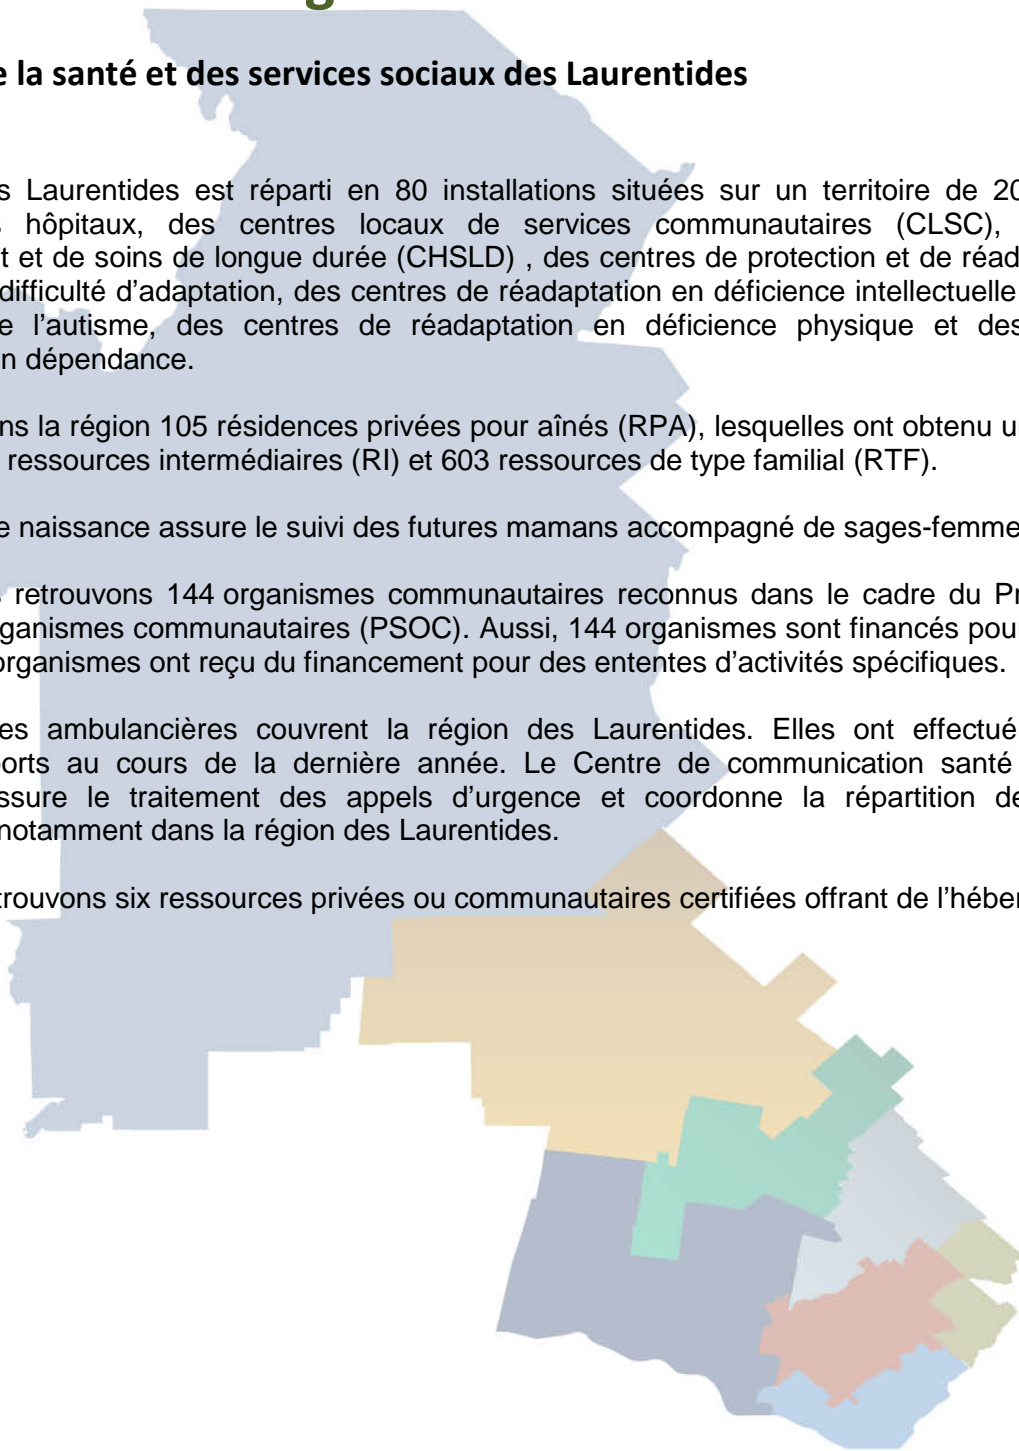 e la santé et des services sociaux des Laurentides
s Laurentides est réparti en 80 installations situées sur un territoire de 20
s hôpitaux, des centres locaux de services communautaires (CLSC),
t et de soins de longue durée (CHSLD) , des centres de protection et de réad
difficulté d’adaptation, des centres de réadaptation en déficience intellectuelle
e l’autisme, des centres de réadaptation en déficience physique et des
n dépendance.
ns la région 105 résidences privées pour aînés (RPA), lesquelles ont obtenu u
ressources intermédiaires (RI) et 603 ressources de type familial (RTF).
e naissance assure le suivi des futures mamans accompagné de sages-femme
s retrouvons 144 organismes communautaires reconnus dans le cadre du Pr
ganismes communautaires (PSOC). Aussi, 144 organismes sont financés pou
organismes ont reçu du financement pour des ententes d’activités spécifiques.
es ambulancières couvrent la région des Laurentides. Elles ont effectué
orts au cours de la dernière année. Le Centre de communication santé
ssure le traitement des appels d’urgence et coordonne la répartition de
notamment dans la région des Laurentides.
trouvons six ressources privées ou communautaires certifiées offrant de l’héber